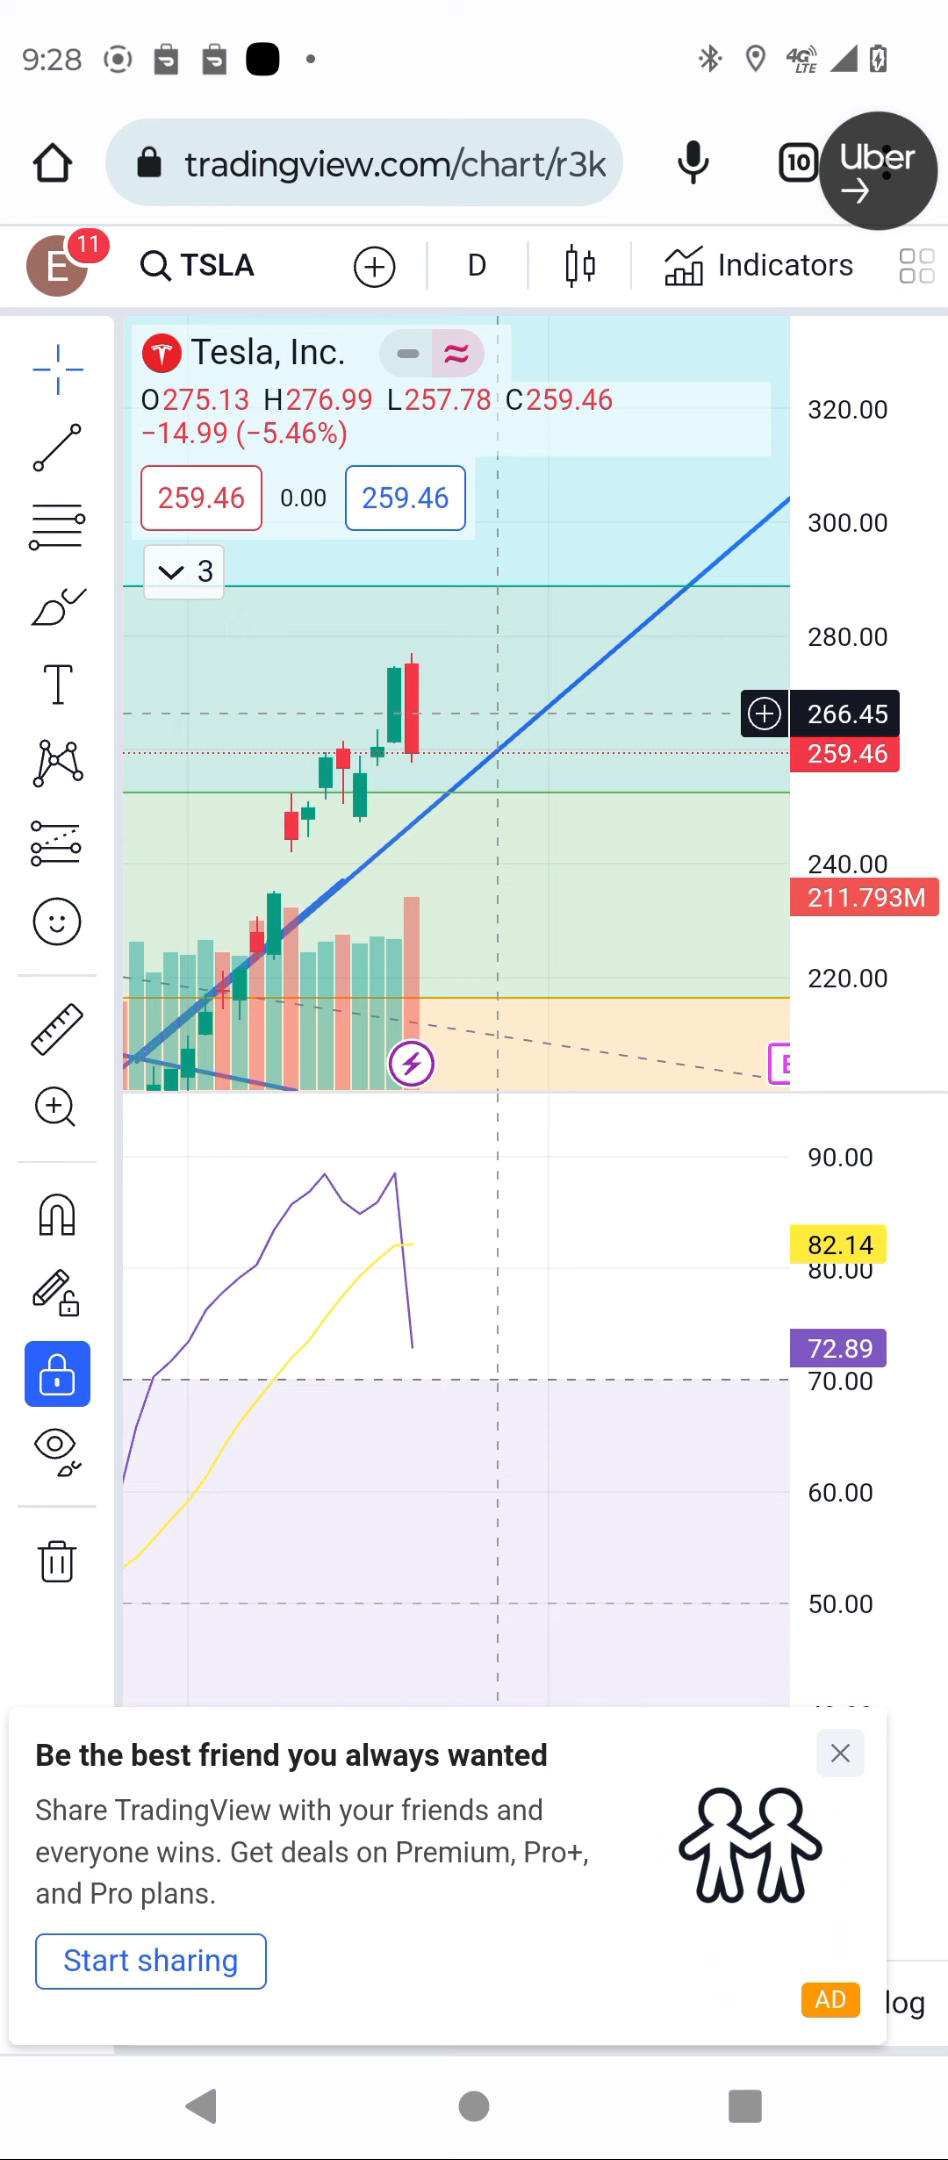 9:28
4G LTE
tradingview.com/chart/r3k
10
Uber
E
11
TSLA
D
Indicators
Tesla, Inc.
O275.13 H276.99 L257.78 C259.46
−14.99 (−5.46%)
259.46 0.00 259.46
3
320.00
300.00
280.00
266.45
259.46
240.00
211.793M
220.00
E
90.00
82.14
80.00
72.89
70.00
60.00
50.00
Be the best friend you always wanted
Share TradingView with your friends and
everyone wins. Get deals on Premium, Pro+,
and Pro plans.
Start sharing
AD
log